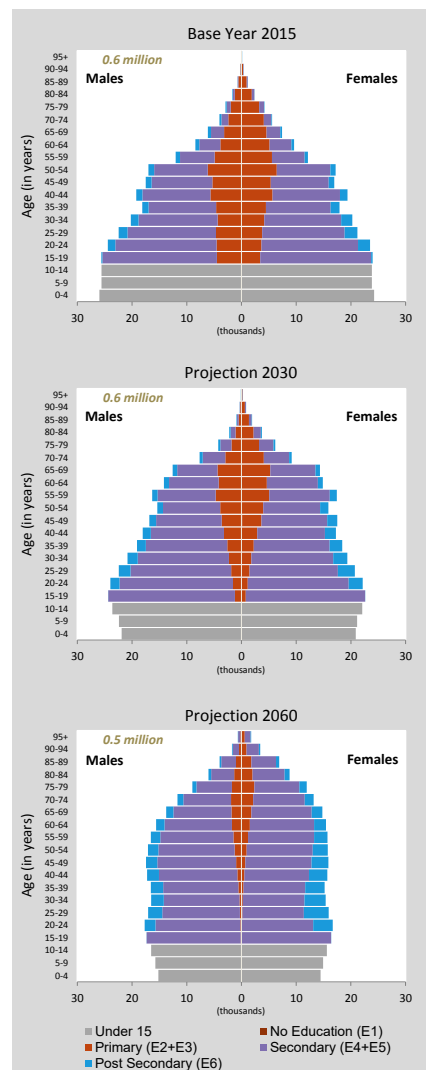 Base Year 2015
0.6 million
Males
Females
Age (in years)
95+
90-94
85-89
80-84
75-79
70-74
65-69
60-64
55-59
50-54
45-49
40-44
35-39
30-34
25-29
20-24
15-19
10-14
5-9
0-4
30 20 10 0 10 20 30
(thousands)
Projection 2030
0.6 million
Males
Females
Age (in years)
95+
90-94
85-89
80-84
75-79
70-74
65-69
60-64
55-59
50-54
45-49
40-44
35-39
30-34
25-29
20-24
15-19
10-14
5-9
0-4
30 20 10 0 10 20 30
(thousands)
Projection 2060
0.5 million
Males
Females
Age (in years)
95+
90-94
85-89
80-84
75-79
70-74
65-69
60-64
55-59
50-54
45-49
40-44
35-39
30-34
25-29
20-24
15-19
10-14
5-9
0-4
30 20 10 0 10 20 30
(thousands)
Under 15 No Education (E1)
Primary (E2+E3) Secondary (E4+E5)
Post Secondary (E6)